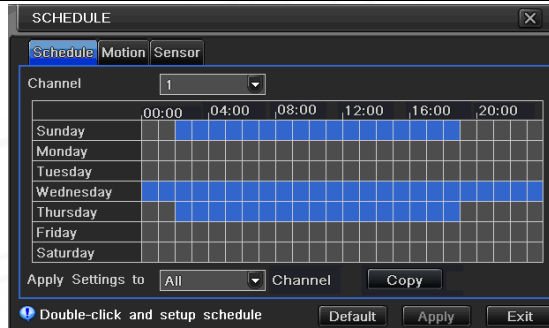 SCHEDULE
Schedule Motion Sensor
Channel 1
00:00 04:00 08:00 12:00 16:00 20:00
Sunday
Monday
Tuesday
Wednesday
Thursday
Friday
Saturday
Apply Settings to All Channel Copy
Double-click and setup schedule Default Apply Exit